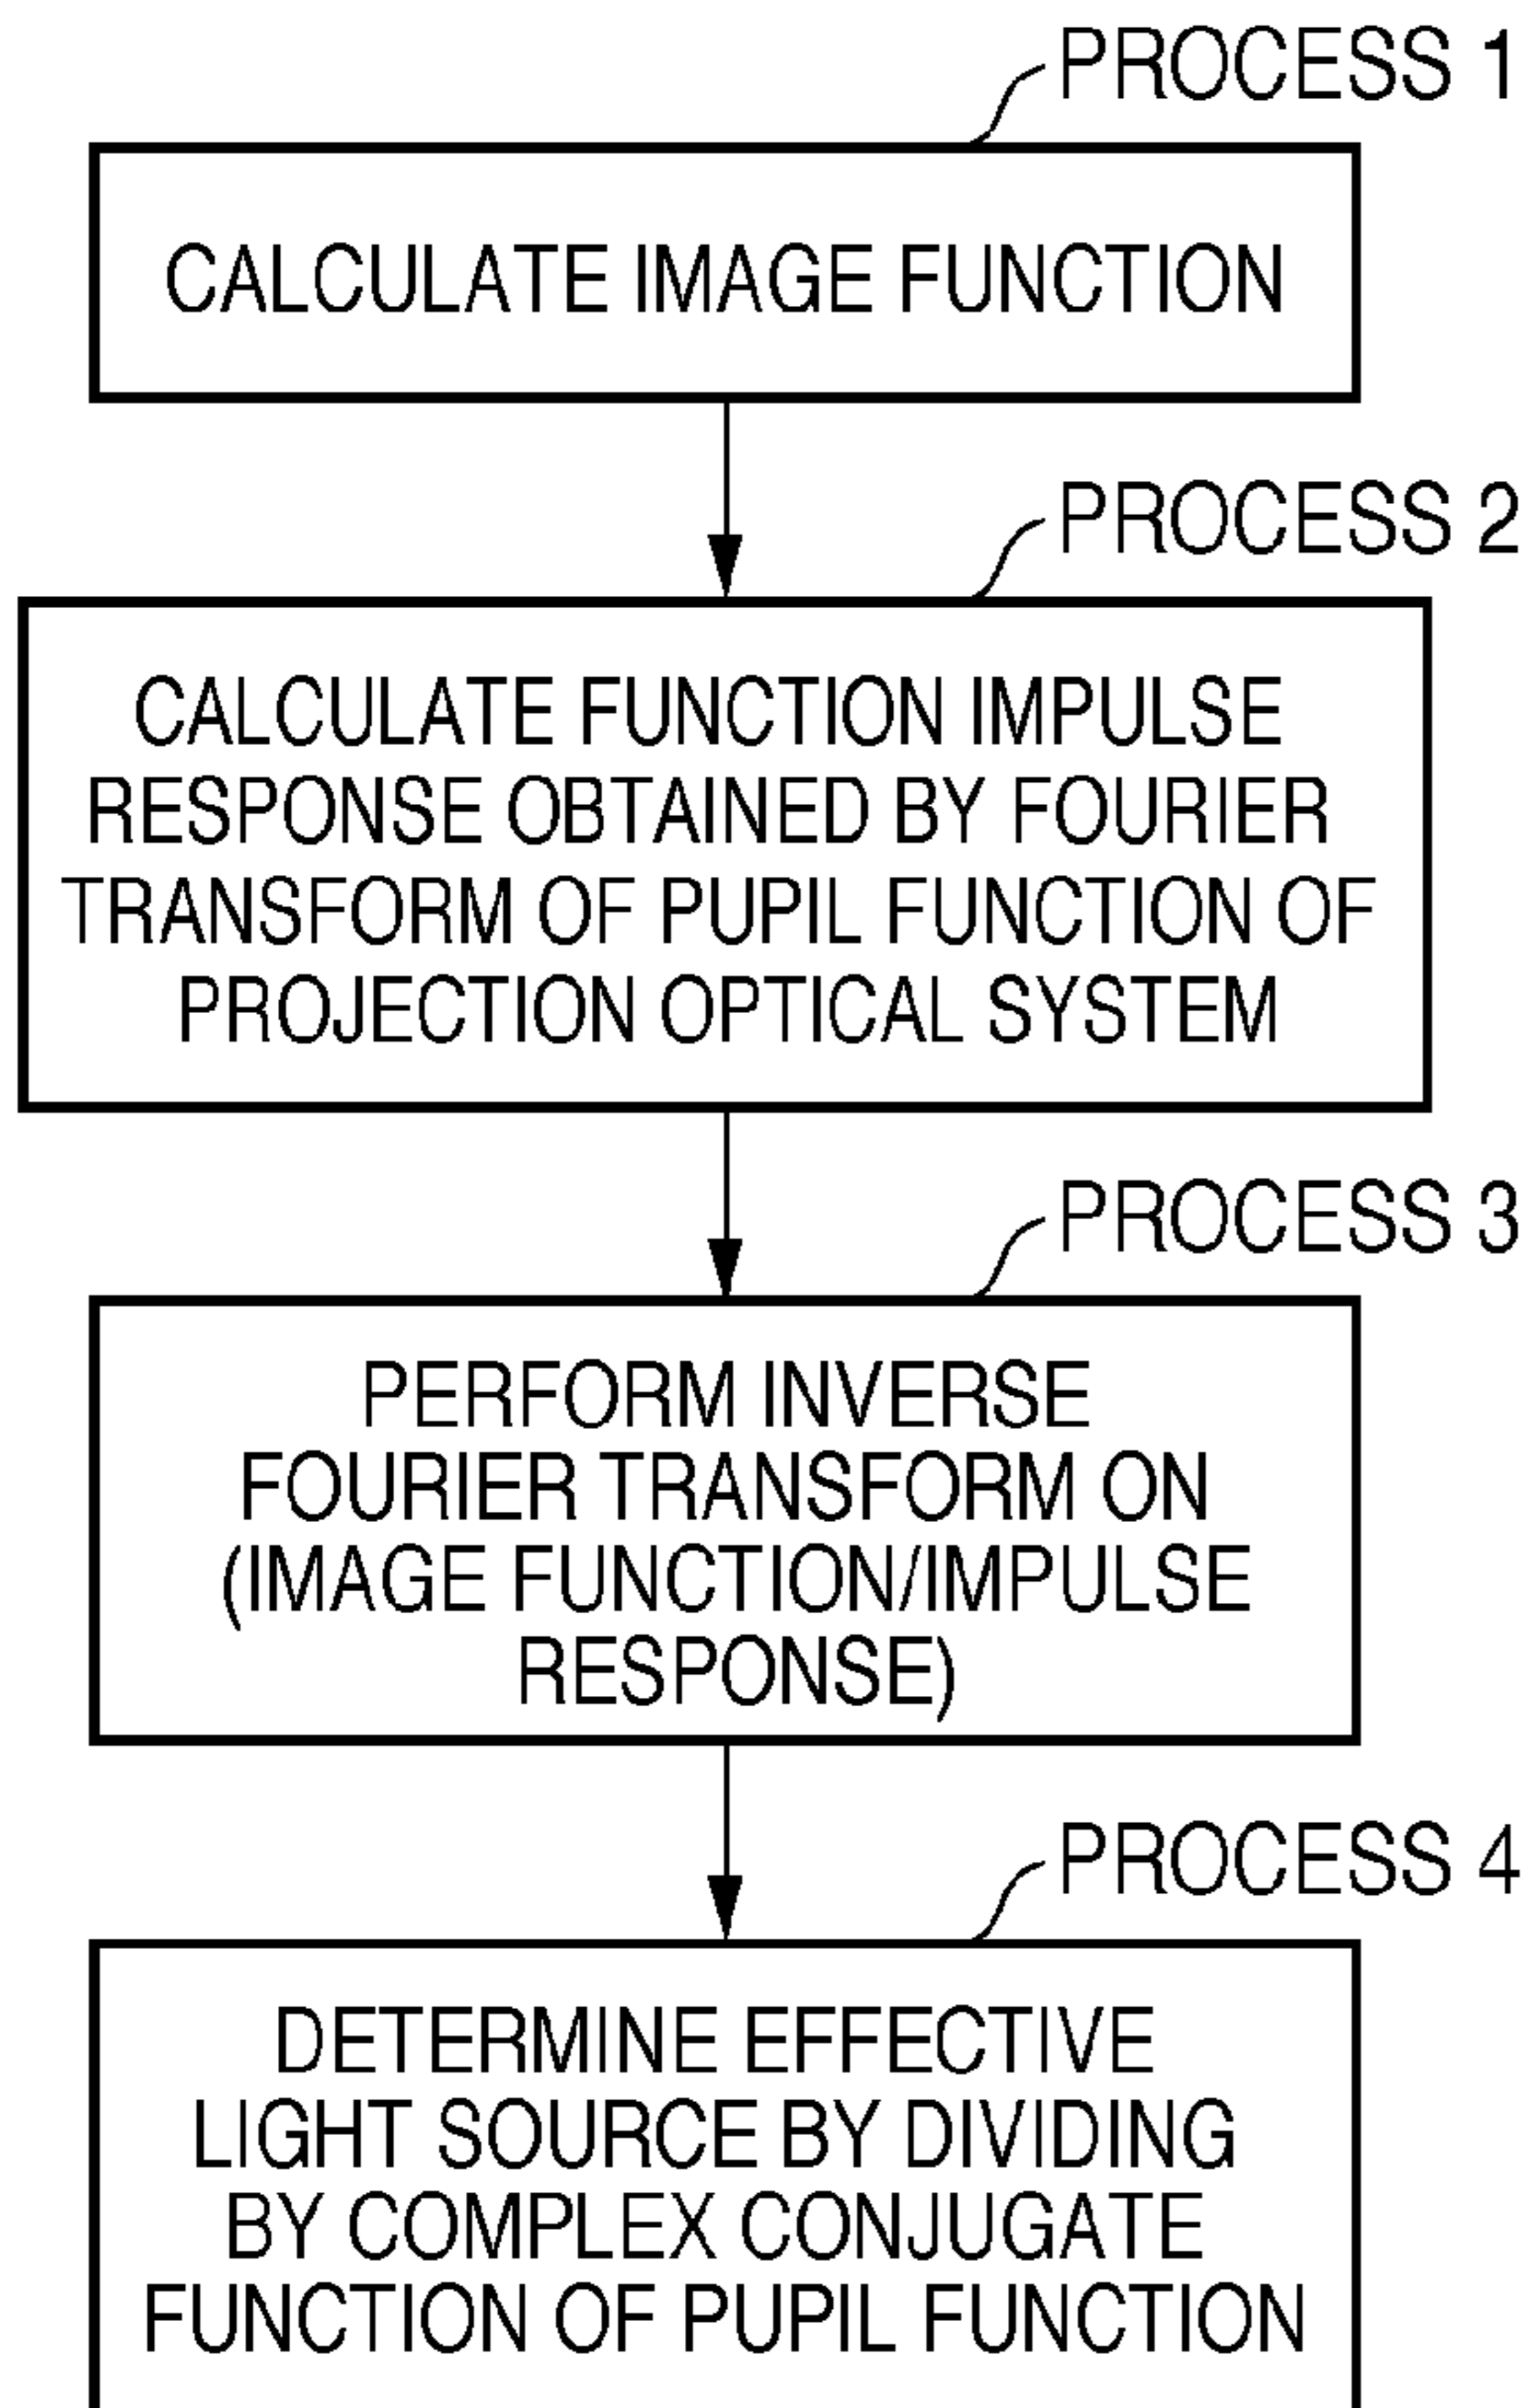 PROCESS 1
CALCULATE IMAGE FUNCTION
PROCESS 2
CALCULATE FUNCTION IMPULSE
RESPONSE OBTAINED BY FOURIER
TRANSFORM OF PUPIL FUNCTION OF
PROJECTION OPTICAL SYSTEM
PROCESS 3
PERFORM INVERSE
FOURIER TRANSFORM ON
(IMAGE FUNCTION/IMPULSE
RESPONSE)
PROCESS 4
DETERMINE EFFECTIVE
LIGHT SOURCE BY DIVIDING
BY COMPLEX CONJUGATE
FUNCTION OF PUPIL FUNCTION